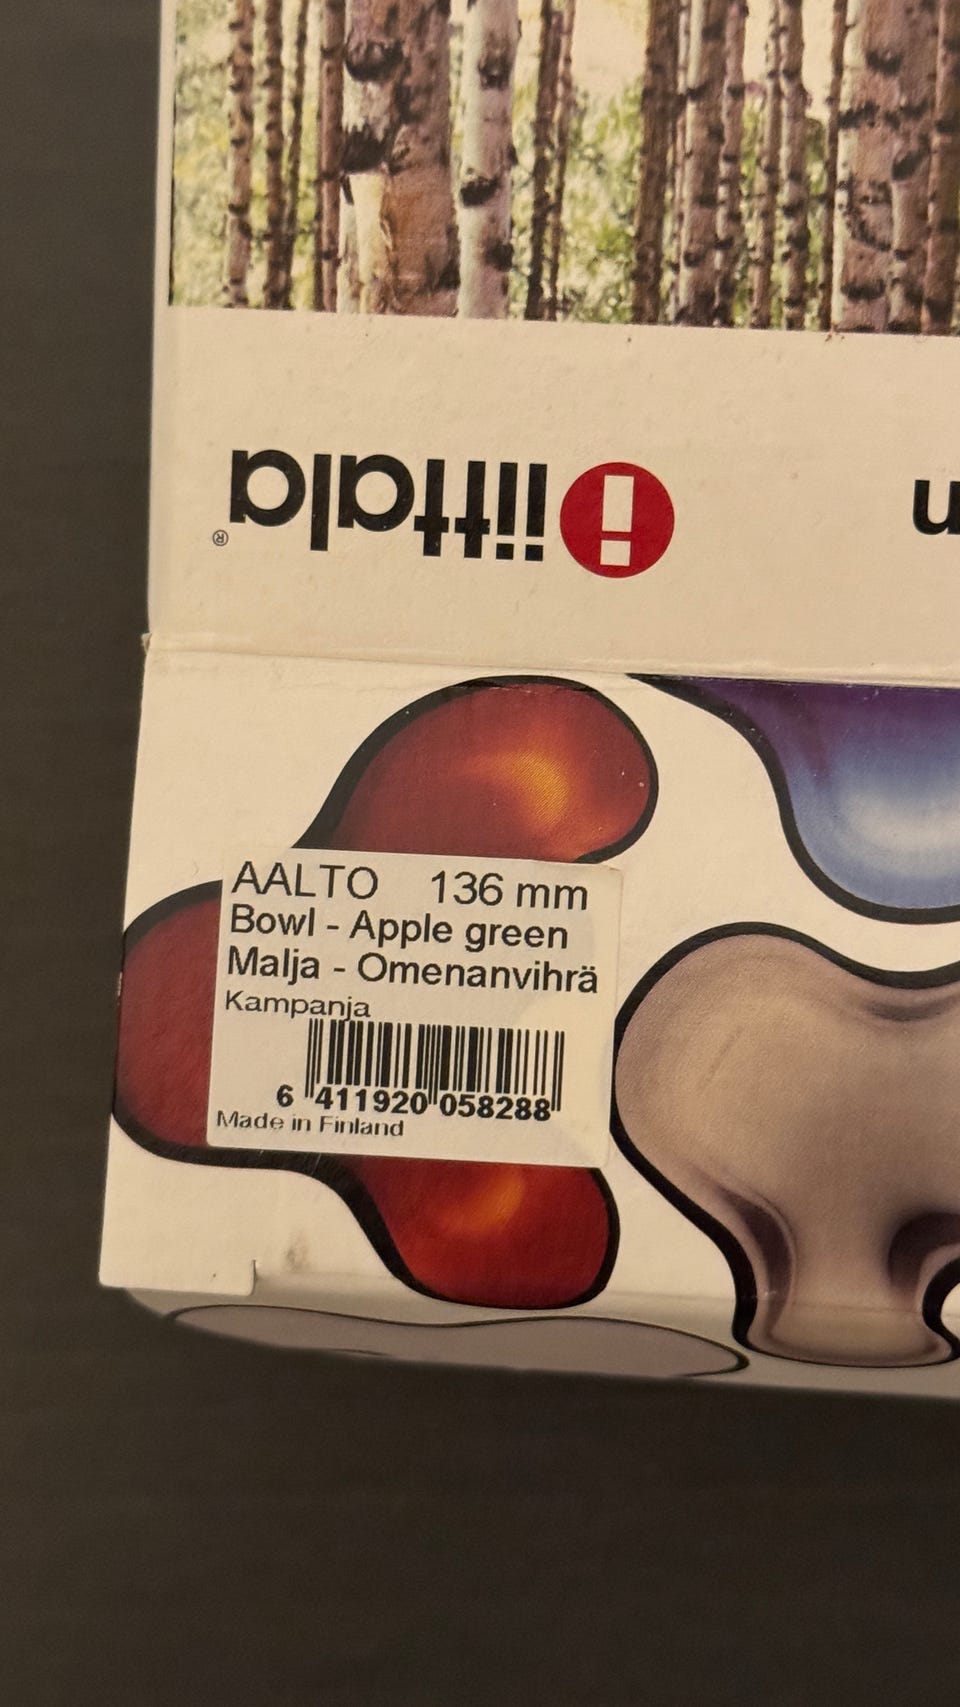 iittala®
AALTO 136 mm
Bowl - Apple green
Malja - Omenanvihrä
Kampanja
6 411920 058288
Made in Finland